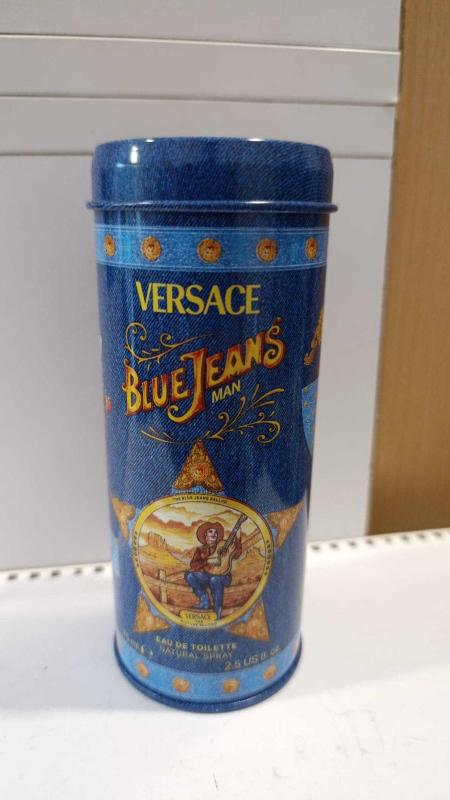 VERSACE
BLUE JEANS
MAN
THE BLUE JEANS BALLAD
VERSACE
EAU DE TOILETTE
NATURAL SPRAY
2.5 US fl. oz.